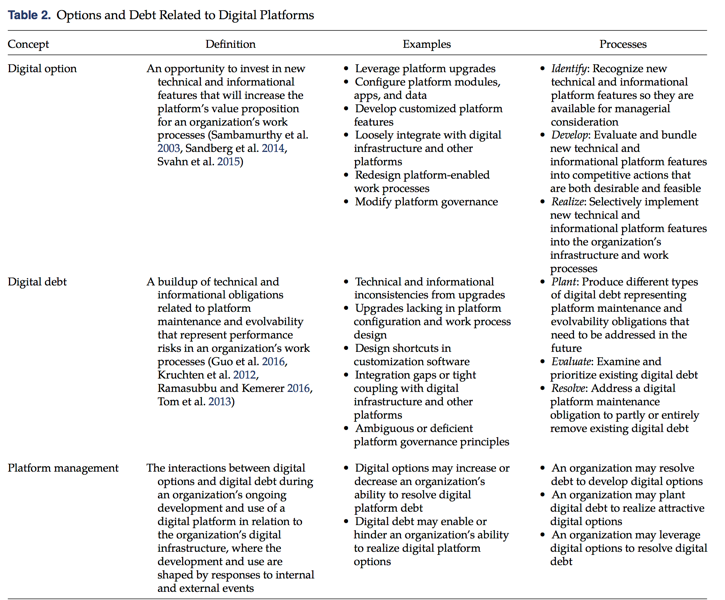 Table 2. Options and Debt Related to Digital Platforms
Concept
Definition
Examples
Processes
Digital option
An opportunity to invest in new
technical and informational
features that will increase the
platform's value proposition
for an organization's work
processes (Sambamurthy et al.
2003, Sandberg et al. 2014,
Svahn et al. 2015)
• Leverage platform upgrades
• Configure platform modules,
apps, and data
• Develop customized platform
features
• Loosely integrate with digital
infrastructure and other
platforms
• Redesign platform-enabled
work processes
• Modify platform governance
• Identify: Recognize new
technical and informational
platform features so they are
available for managerial
consideration
• Develop: Evaluate and bundle
new technical and
informational platform features
into competitive actions that
are both desirable and feasible
• Realize: Selectively implement
new technical and
informational platform features
into the organization's
infrastructure and work
processes
Digital debt
A buildup of technical and
informational obligations
related to platform
maintenance and evolvability
that represent performance
risks in an organization's work
processes (Guo et al. 2016,
Kruchten et al. 2012,
Ramasubbu and Kemerer 2016,
Tom et al. 2013)
• Technical and informational
inconsistencies from upgrades
• Upgrades lacking in platform
configuration and work process
design
• Design shortcuts in
customization software
• Integration gaps or tight
coupling with digital
infrastructure and other
platforms
• Ambiguous or deficient
platform governance principles
• Plant: Produce different types
of digital debt representing
platform maintenance and
evolvability obligations that
need to be addressed in the
future
• Evaluate: Examine and
prioritize existing digital debt
• Resolve: Address a digital
platform maintenance
obligation to partly or entirely
remove existing digital debt
Platform management
The interactions between digital
options and digital debt during
an organization's ongoing
development and use of a
digital platform in relation to
the organization's digital
infrastructure, where the
development and use are
shaped by responses to internal
and external events
• Digital options may increase or
decrease an organization's
ability to resolve digital
platform debt
• Digital debt may enable or
hinder an organization's ability
to realize digital platform
options
• An organization may resolve
debt to develop digital options
• An organization may plant
digital debt to realize attractive
digital options
• An organization may leverage
digital options to resolve digital
debt